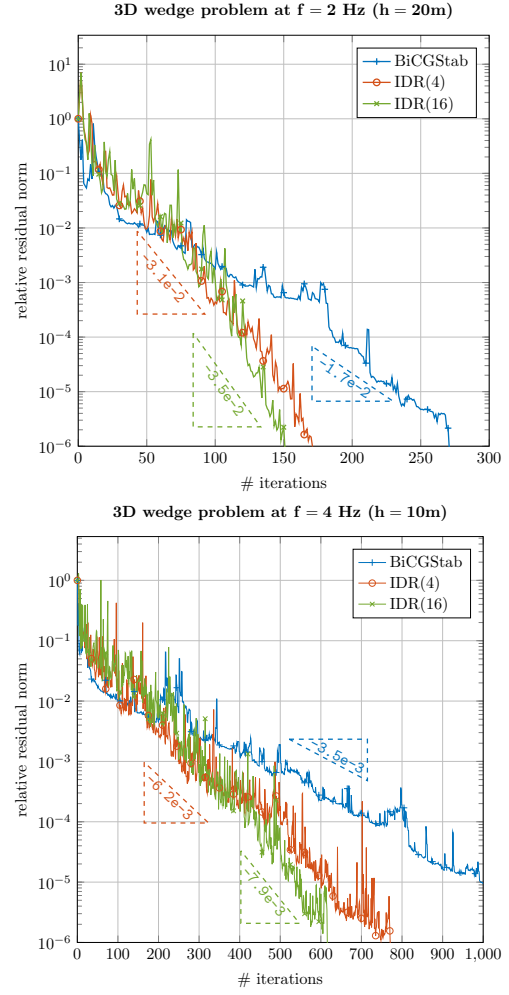 3D wedge problem at f = 2 Hz (h = 20m)
BiCGStab
IDR(4)
IDR(16)
10^1
10^0
10^−1
10^−2
10^−3
10^−4
10^−5
10^−6
relative residual norm
−3.1e−2
−3.5e−2
−1.7e−2
0 50 100 150 200 250 300
# iterations
3D wedge problem at f = 4 Hz (h = 10m)
BiCGStab
IDR(4)
IDR(16)
10^0
10^−1
10^−2
10^−3
10^−4
10^−5
10^−6
relative residual norm
−3.5e−3
−6.2e−3
−7.9e−3
0 100 200 300 400 500 600 700 800 900 1,000
# iterations